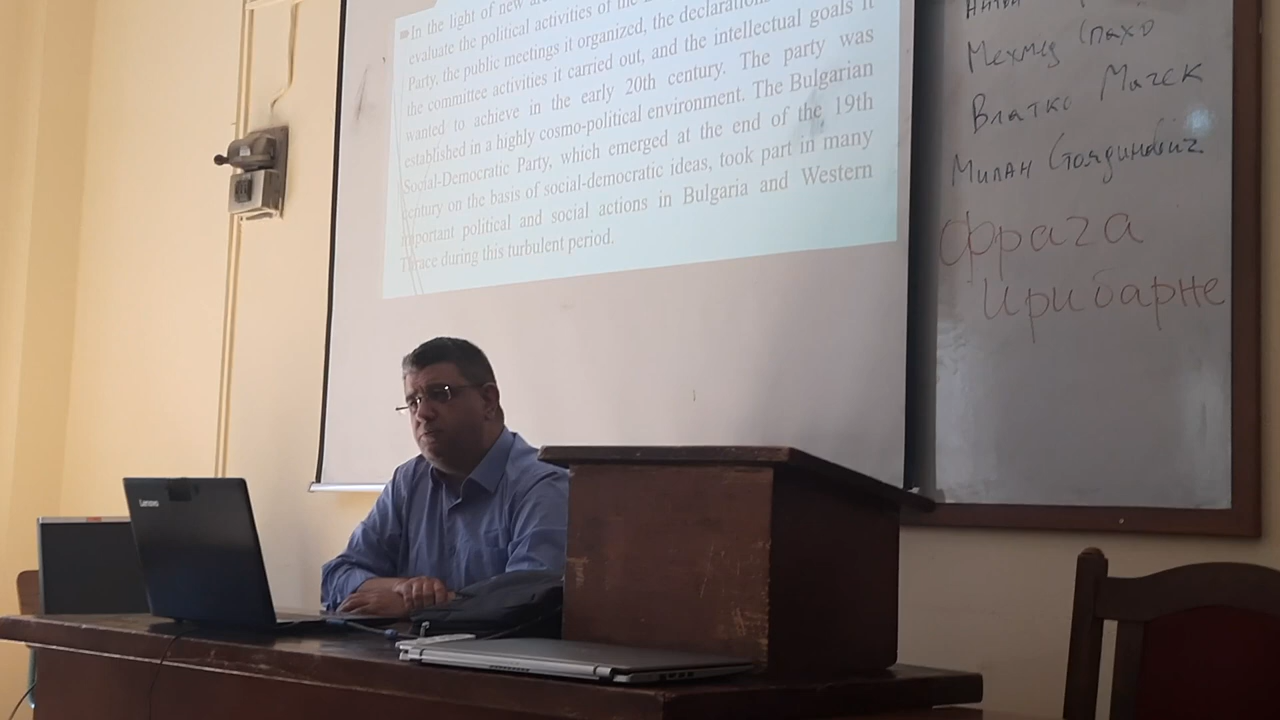 In the light of new
evaluate the political activities of the
Party, the public meetings it organized, the declarations
the committee activities it carried out, and the intellectual goals it
wanted to achieve in the early 20th century. The party was
established in a highly cosmo-political environment. The Bulgarian
Social-Democratic Party, which emerged at the end of the 19th
century on the basis of social-democratic ideas, took part in many
important political and social actions in Bulgaria and Western
Thrace during this turbulent period.
Мехмед Спахо
Влатко Мачек
Милан Стоядинович
Фрага
Ирибарне
Lenovo